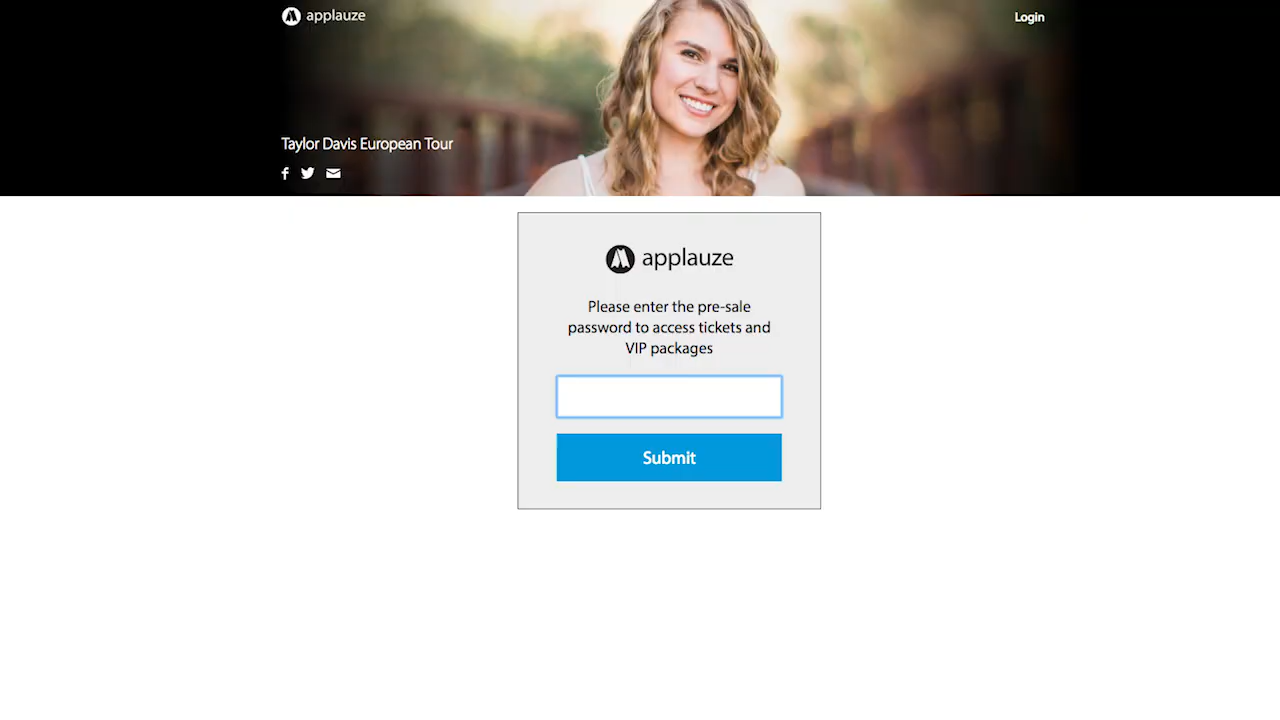 applauze
Login
Taylor Davis European Tour
applauze
Please enter the pre-sale
password to access tickets and
VIP packages
Submit